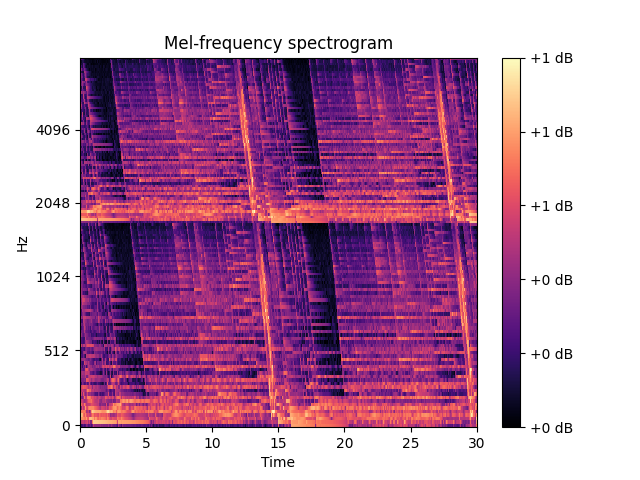 Mel-frequency spectrogram
+1 dB
+1 dB
+1 dB
+0 dB
+0 dB
+0 dB
4096
2048
1024
512
0
Hz
0 5 10 15 20 25 30
Time